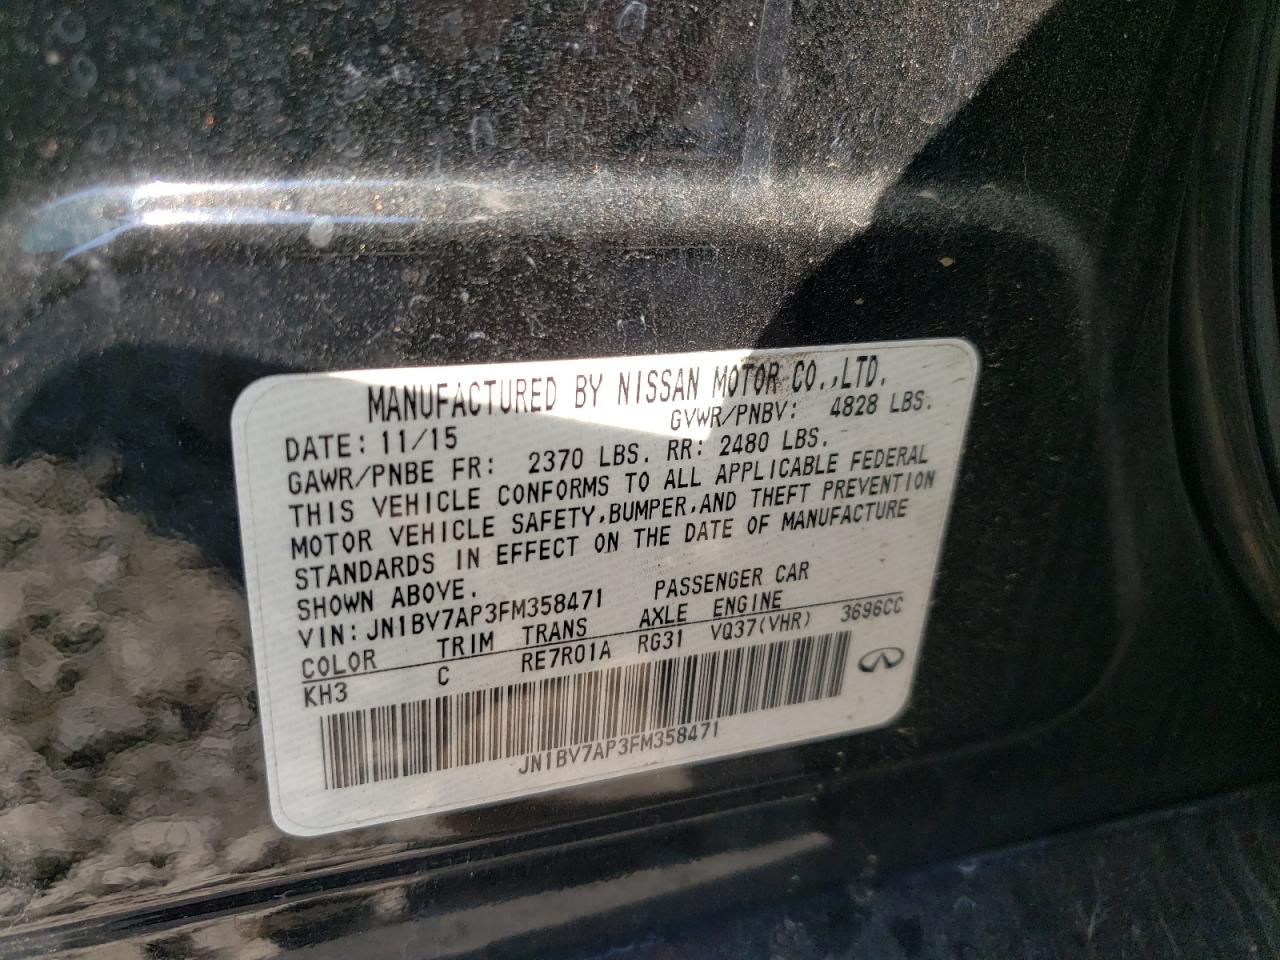 MANUFACTURED BY NISSAN MOTOR CO.,LTD.
DATE: 11/15 GVWR/PNBV: 4828 LBS.
GAWR/PNBE FR: 2370 LBS. RR: 2480 LBS.
THIS VEHICLE CONFORMS TO ALL APPLICABLE FEDERAL
MOTOR VEHICLE SAFETY,BUMPER,AND THEFT PREVENTION
STANDARDS IN EFFECT ON THE DATE OF MANUFACTURE
SHOWN ABOVE.
VIN: JN1BV7AP3FM358471 PASSENGER CAR
COLOR TRIM TRANS AXLE ENGINE
KH3 C RE7R01A RG31 VQ37(VHR) 3696CC
JN1BV7AP3FM358471